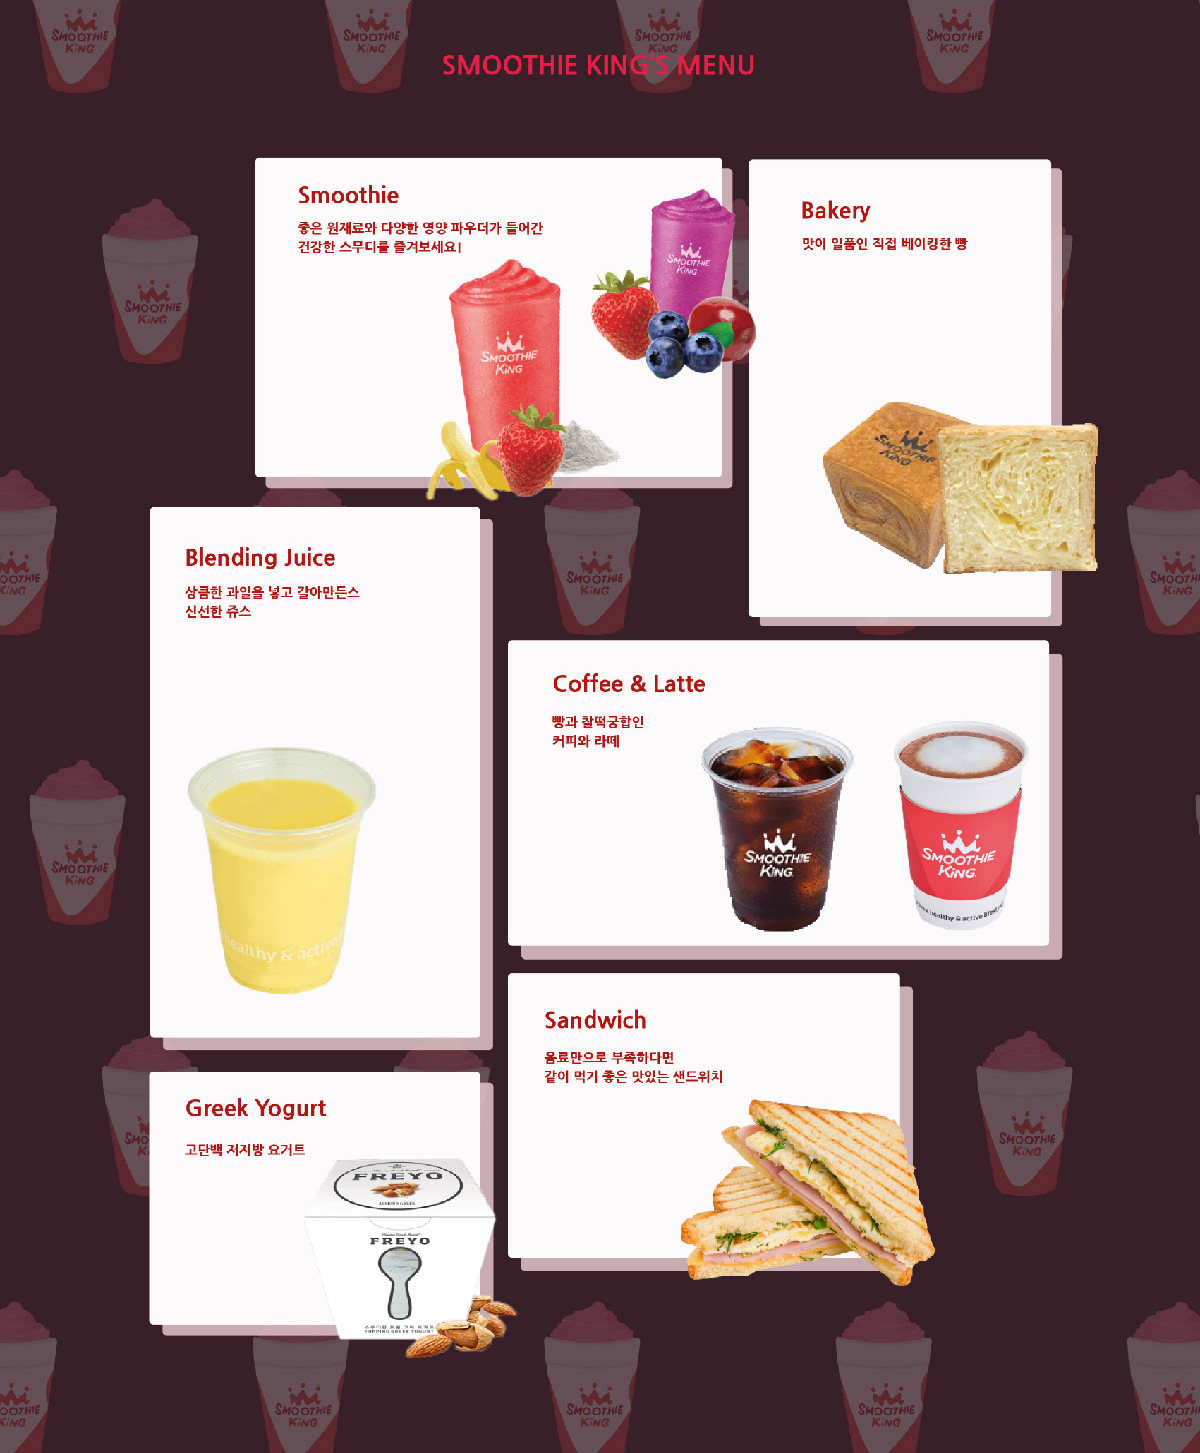 SMOOTHIE KING'S MENU
Smoothie
좋은 원재료와 다양한 영양 파우더가 들어간
건강한 스무디를 즐겨보세요!
SMOOTHIE
KING
SMOOTHIE
KING
Bakery
맛이 일품인 직접 베이킹한 빵
SMOOTHIE
KING
Blending Juice
상큼한 과일을 넣고 갈아만든스
신선한 쥬스
healthy & active
Coffee & Latte
빵과 찰떡궁합인
커피와 라떼
SMOOTHIE
KING
SMOOTHIE
KING
healthy & active
Sandwich
음료만으로 부족하다면
같이 먹기 좋은 맛있는 샌드위치
Greek Yogurt
고단백 저지방 요거트
FREYO
FREYO